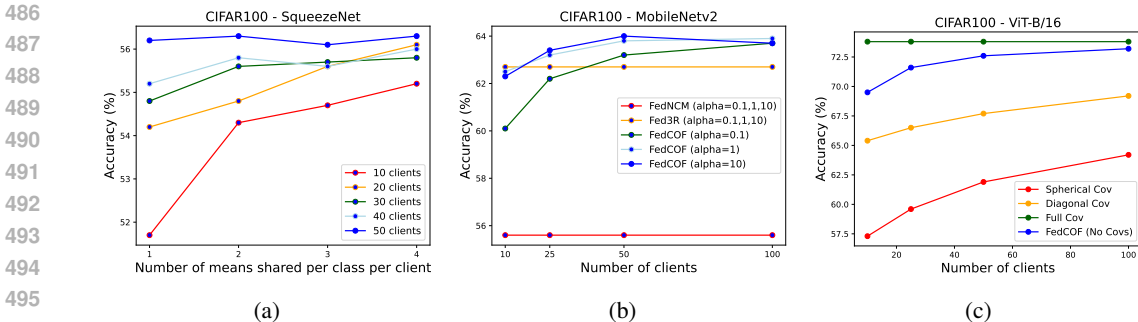 486
487
488
489
490
491
492
493
494
495
CIFAR100 - SqueezeNet
Accuracy (%)
56
55
54
53
52
10 clients
20 clients
30 clients
40 clients
50 clients
1 2 3 4
Number of means shared per class per client
(a)
CIFAR100 - MobileNetv2
Accuracy (%)
64
62
60
58
56
FedNCM (alpha=0.1,1,10)
Fed3R (alpha=0.1,1,10)
FedCOF (alpha=0.1)
FedCOF (alpha=1)
FedCOF (alpha=10)
10 25 50 100
Number of clients
(b)
CIFAR100 - ViT-B/16
Accuracy (%)
72.5
70.0
67.5
65.0
62.5
60.0
57.5
Spherical Cov
Diagonal Cov
Full Cov
FedCOF (No Covs)
20 40 60 80 100
Number of clients
(c)